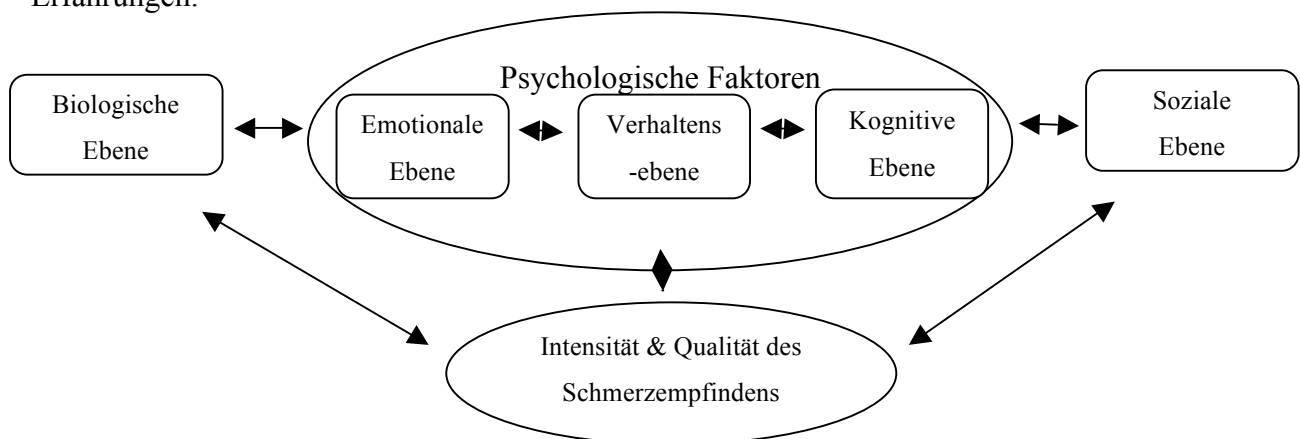 Erfahrungen.
Psychologische Faktoren
Biologische
Ebene
Emotionale
Ebene
Verhaltens
-ebene
Kognitive
Ebene
Soziale
Ebene
Intensität & Qualität des
Schmerzempfindens